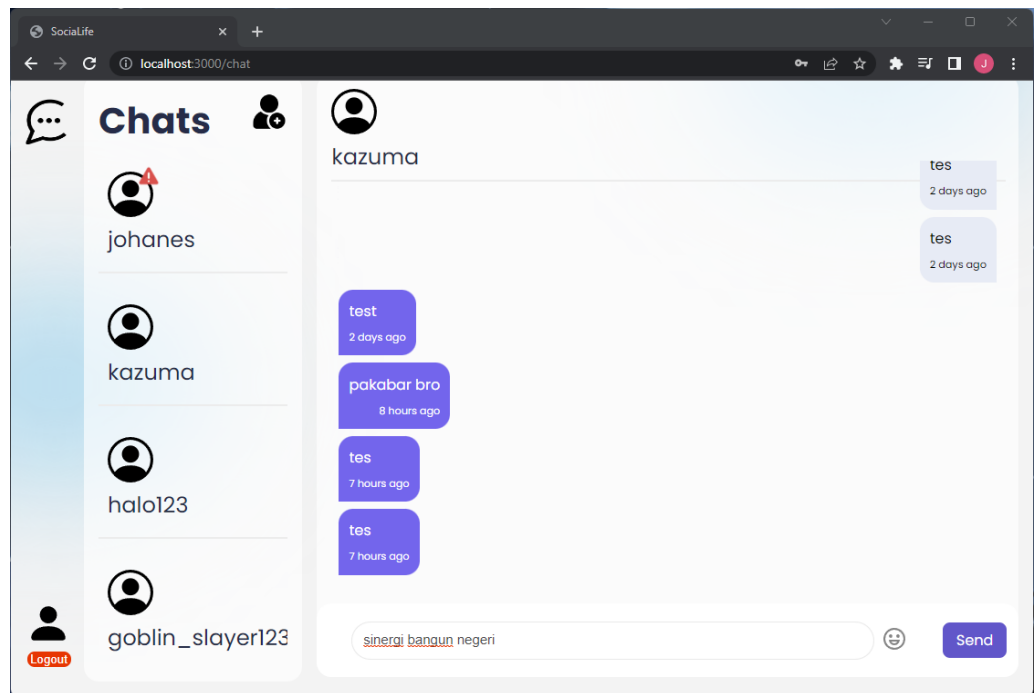 SociaLife
localhost:3000/chat
J
Chats
johanes
kazuma
halo123
goblin_slayer123
Logout
kazuma
tes
2 days ago
tes
2 days ago
test
2 days ago
pakabar bro
8 hours ago
tes
7 hours ago
tes
7 hours ago
sinergi bangun negeri
Send